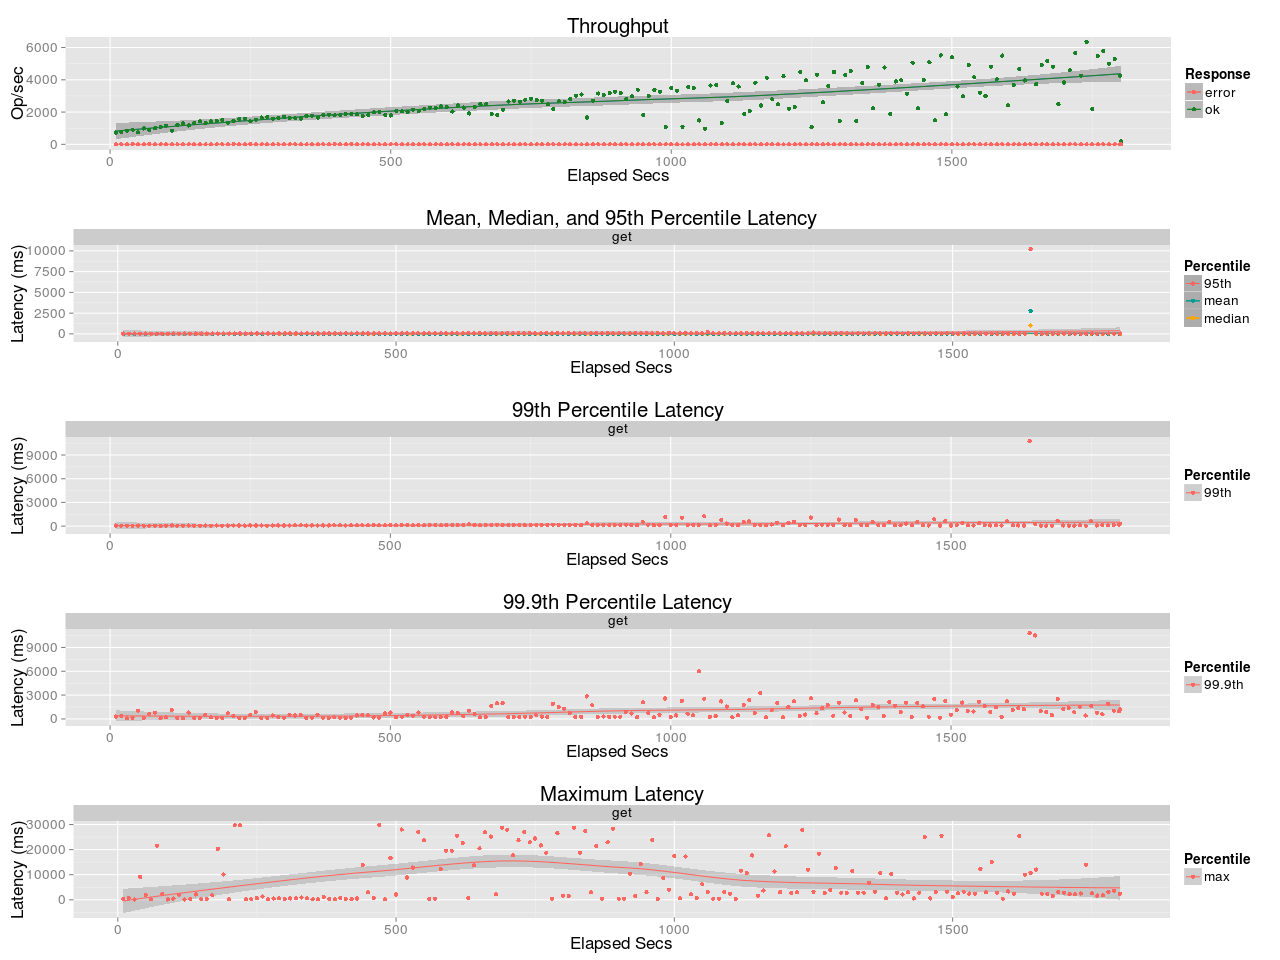 Throughput
Op/sec
6000
4000
2000
0
0 500 1000 1500
Elapsed Secs
Response
error
ok
Mean, Median, and 95th Percentile Latency
get
Latency (ms)
10000
7500
5000
2500
0
0 500 1000 1500
Elapsed Secs
Percentile
95th
mean
median
99th Percentile Latency
get
Latency (ms)
9000
6000
3000
0
0 500 1000 1500
Elapsed Secs
Percentile
99th
99.9th Percentile Latency
get
Latency (ms)
9000
6000
3000
0
0 500 1000 1500
Elapsed Secs
Percentile
99.9th
Maximum Latency
get
Latency (ms)
30000
20000
10000
0
0 500 1000 1500
Elapsed Secs
Percentile
max